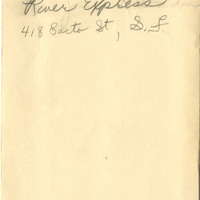 River Express
418 Sacto St, S.F.